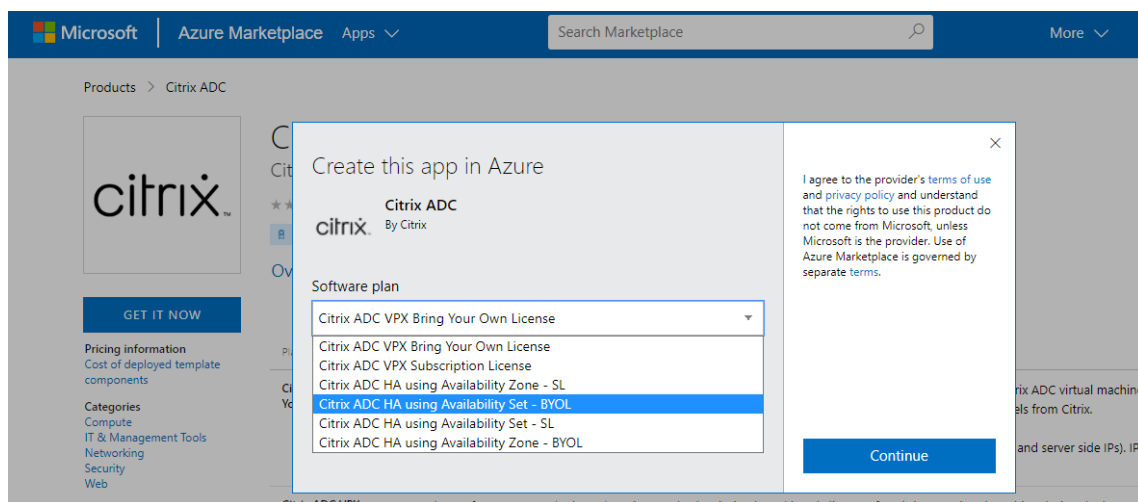 Microsoft
Azure Marketplace
Apps
Search Marketplace
More
Products > Citrix ADC
citrix
GET IT NOW
Pricing information
Cost of deployed template
components
Categories
Compute
IT & Management Tools
Networking
Security
Web
Create this app in Azure
citrix
Citrix ADC
By Citrix
Software plan
Citrix ADC VPX Bring Your Own License
Citrix ADC VPX Bring Your Own License
Citrix ADC VPX Subscription License
Citrix ADC HA using Availability Zone - SL
Citrix ADC HA using Availability Set - BYOL
Citrix ADC HA using Availability Set - SL
Citrix ADC HA using Availability Zone - BYOL
I agree to the provider's terms of use
and privacy policy and understand
that the rights to use this product do
not come from Microsoft, unless
Microsoft is the provider. Use of
Azure Marketplace is governed by
separate terms.
Continue
ADC virtual machin
from Citrix.
and server side IPs). IP